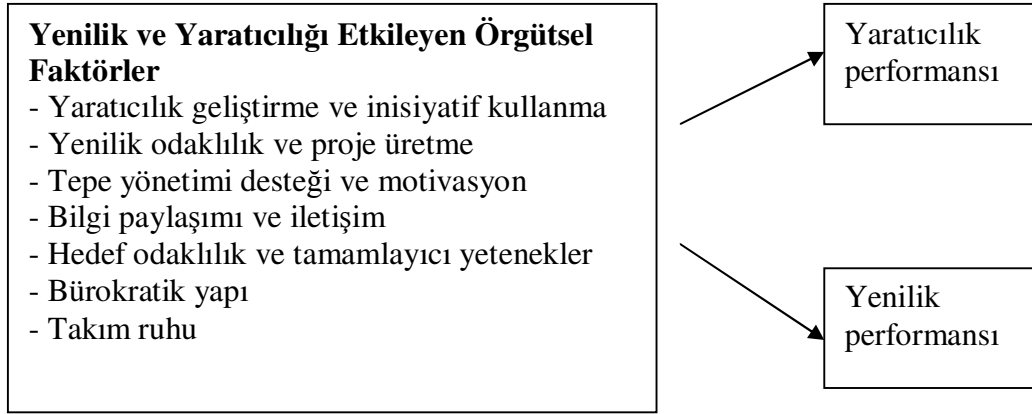 Yenilik ve Yaratıcılığı Etkileyen Örgütsel
Faktörler
- Yaratıcılık geliştirme ve inisiyatif kullanma
- Yenilik odaklılık ve proje üretme
- Tepe yönetimi desteği ve motivasyon
- Bilgi paylaşımı ve iletişim
- Hedef odaklılık ve tamamlayıcı yetenekler
- Bürokratik yapı
- Takım ruhu
Yaratıcılık
performansı
Yenilik
performansı